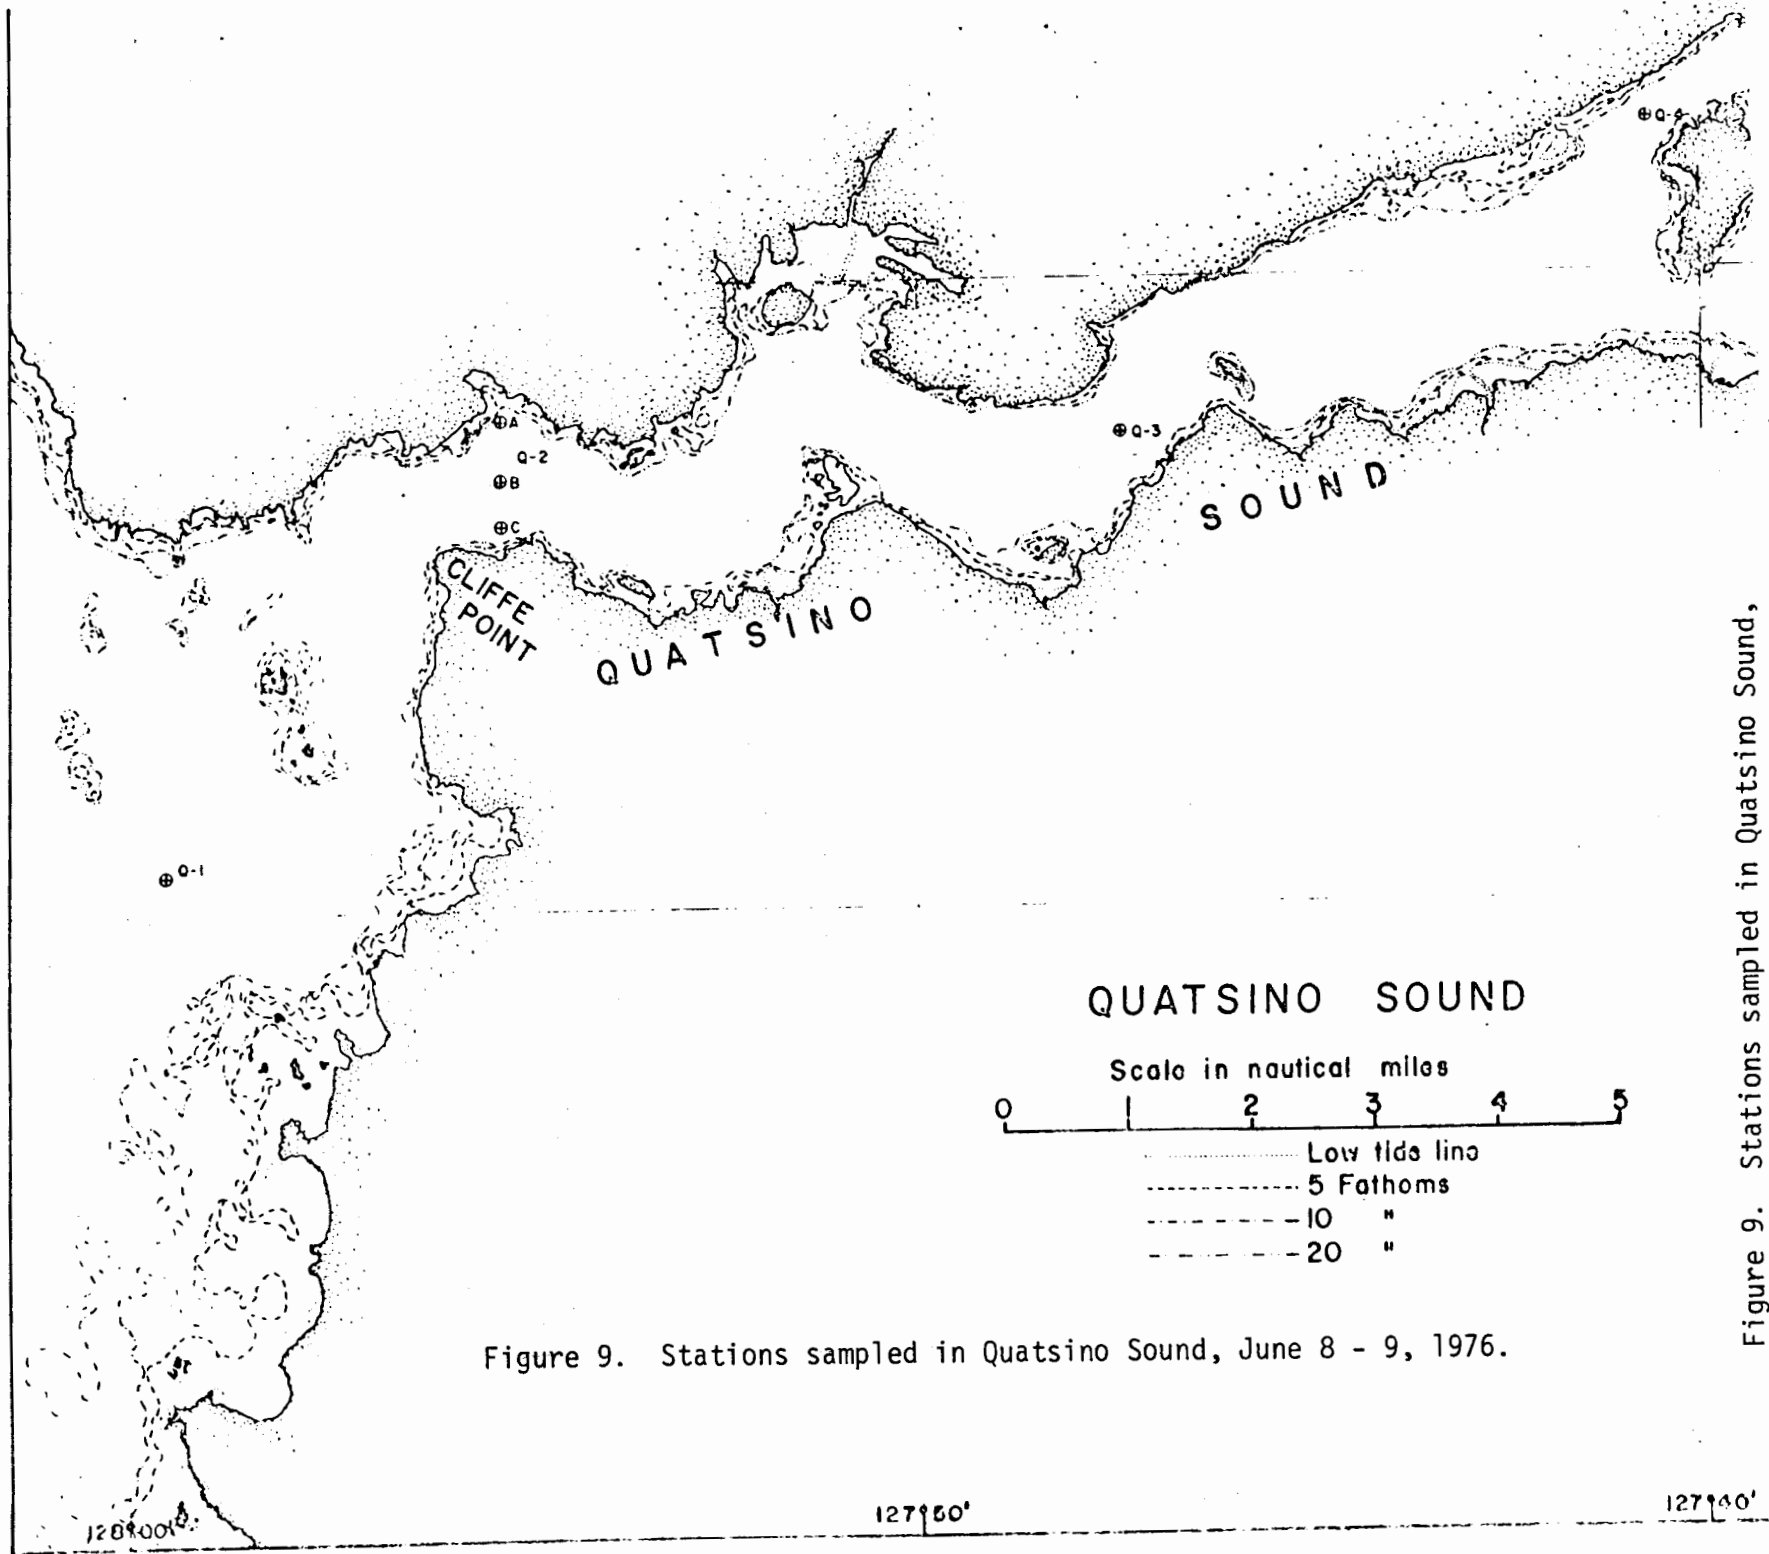 Q-4
A
Q-2
B
C
Q-3
SOUND
CLIFFE
POINT
QUATSINO
Q-1
QUATSINO SOUND
Scale in nautical miles
0 1 2 3 4 5
Low tide line
5 Fathoms
10 "
20 "
Figure 9. Stations sampled in Quatsino Sound, June 8 - 9, 1976.
128°00'
127°50'
127°40'
Figure 9. Stations sampled in Quatsino Sound,